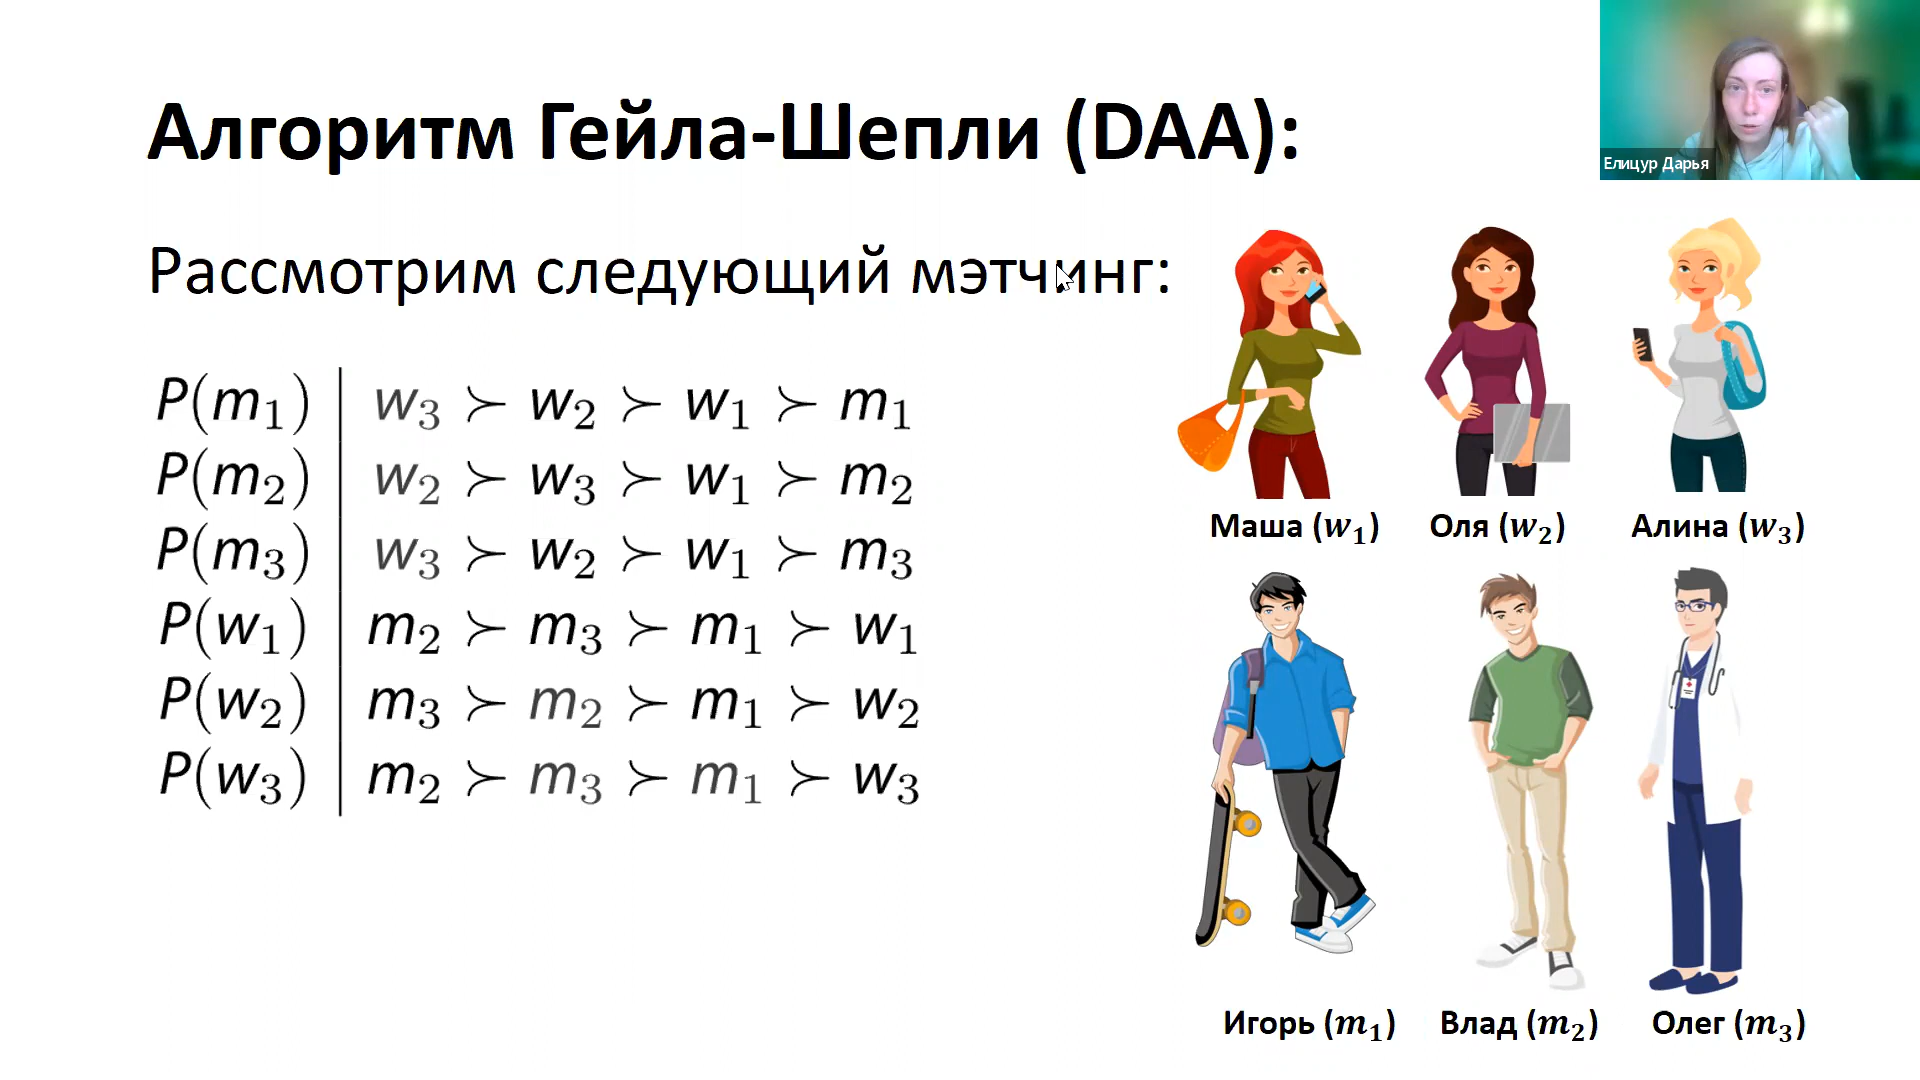 Алгоритм Гейла-Шепли (DAA):
Елицур Дарья
Рассмотрим следующий мэтчинг:
P(m₁) | w₃ ≻ w₂ ≻ w₁ ≻ m₁
P(m₂) | w₂ ≻ w₃ ≻ w₁ ≻ m₂
P(m₃) | w₃ ≻ w₂ ≻ w₁ ≻ m₃
P(w₁) | m₂ ≻ m₃ ≻ m₁ ≻ w₁
P(w₂) | m₃ ≻ m₂ ≻ m₁ ≻ w₂
P(w₃) | m₂ ≻ m₃ ≻ m₁ ≻ w₃
Маша (w₁) Оля (w₂) Алина (w₃)
Игорь (m₁) Влад (m₂) Олег (m₃)